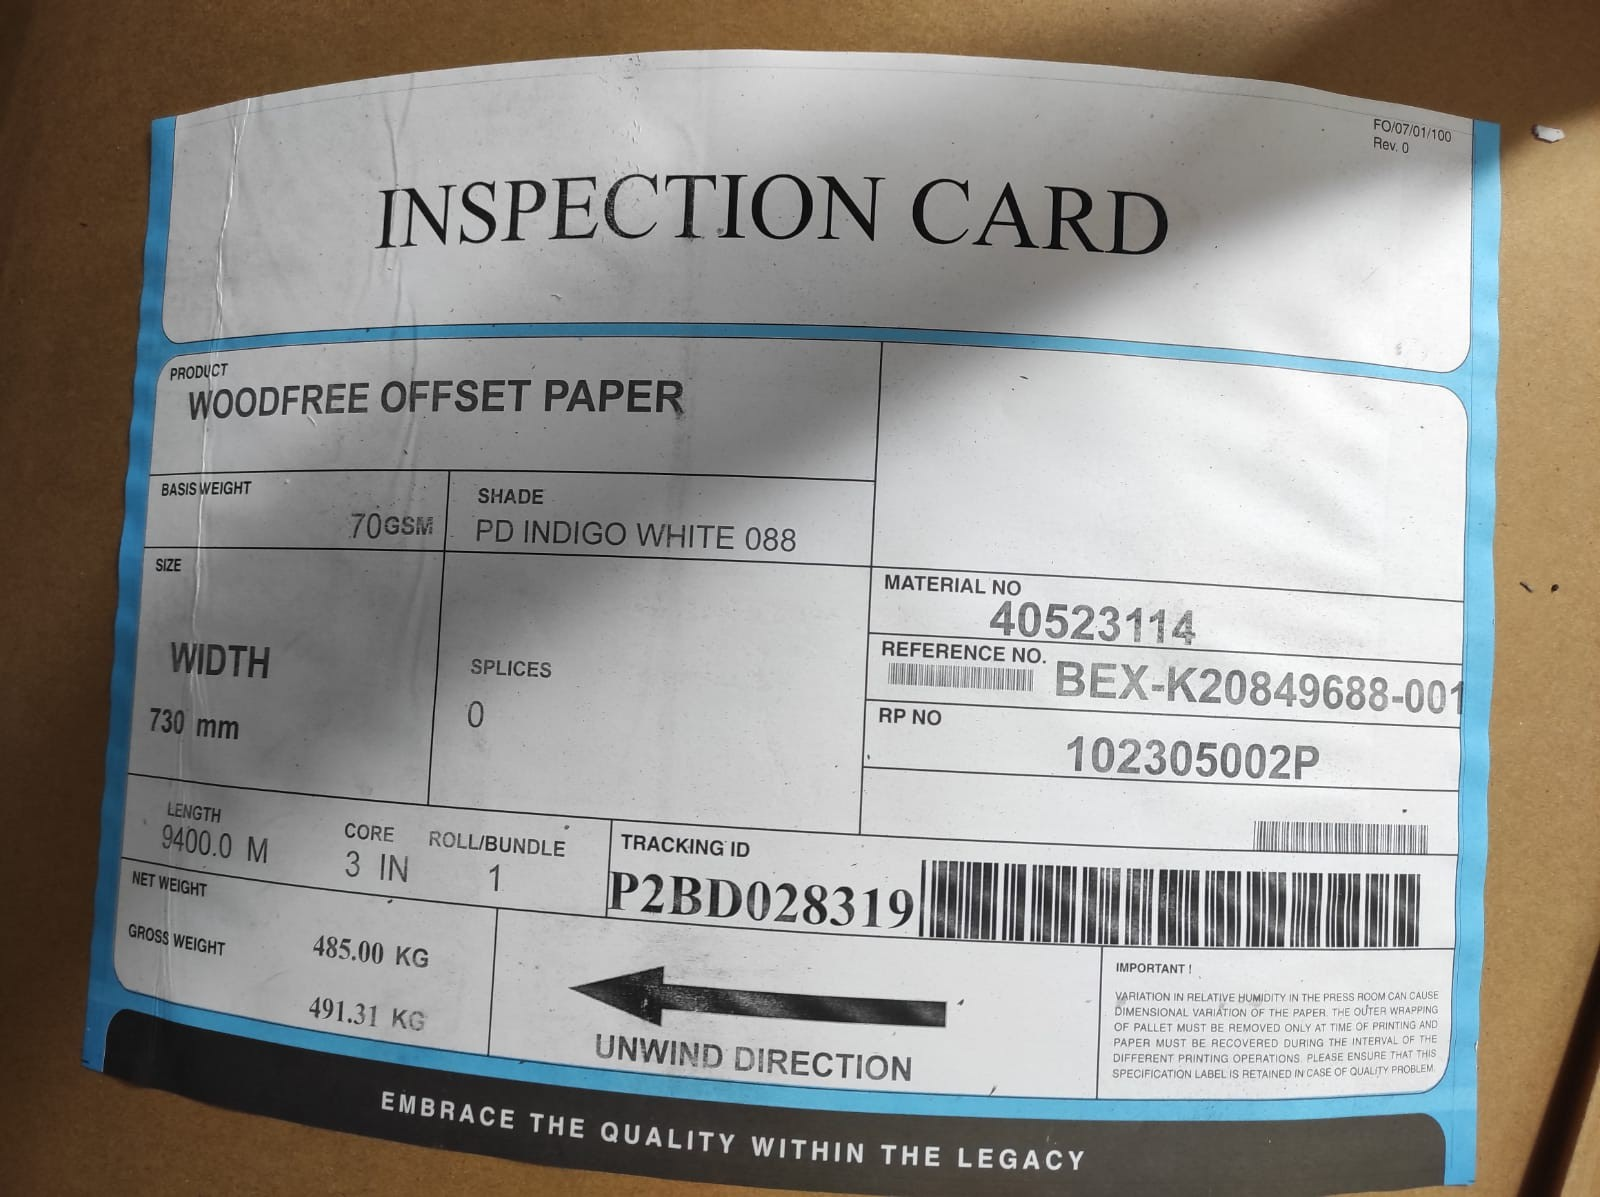 FO/07/01/100
Rev. 0
INSPECTION CARD
PRODUCT
WOODFREE OFFSET PAPER
BASIS WEIGHT
70GSM
SHADE
PD INDIGO WHITE 088
SIZE
WIDTH
730 mm
SPLICES
0
MATERIAL NO
40523114
REFERENCE NO.
BEX-K20849688-001
RP NO
102305002P
LENGTH
9400.0 M
CORE
3 IN
ROLL/BUNDLE
1
TRACKING ID
P2BD028319
NET WEIGHT
485.00 KG
GROSS WEIGHT
491.31 KG
UNWIND DIRECTION
IMPORTANT !
VARIATION IN RELATIVE HUMIDITY IN THE PRESS ROOM CAN CAUSE
DIMENSIONAL VARIATION OF THE PAPER. THE OUTER WRAPPING
OF PALLET MUST BE REMOVED ONLY AT TIME OF PRINTING AND
PAPER MUST BE RECOVERED DURING THE INTERVAL OF THE
DIFFERENT PRINTING OPERATIONS. PLEASE ENSURE THAT THIS
SPECIFICATION LABEL IS RETAINED IN CASE OF QUALITY PROBLEM.
EMBRACE THE QUALITY WITHIN THE LEGACY